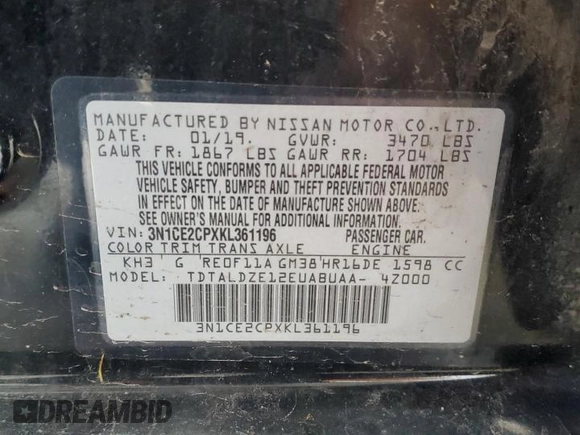 MANUFACTURED BY NISSAN MOTOR CO.,LTD.
DATE: 01/19. GVWR: 3470 LBS
GAWR FR: 1867 LBS GAWR RR: 1704 LBS
THIS VEHICLE CONFORMS TO ALL APPLICABLE FEDERAL MOTOR
VEHICLE SAFETY, BUMPER AND THEFT PREVENTION STANDARDS
IN EFFECT ON THE DATE OF MANUFACTURE SHOWN ABOVE.
SEE OWNER'S MANUAL FOR ADDITIONAL INFORMATION.
VIN: 3N1CE2CPXKL361196 PASSENGER CAR.
COLOR TRIM TRANS AXLE ENGINE
KH3 ' G ' RE0F11A GM38'HR16DE 1598 CC
MODEL: TDTALDZE12EUA8UAA- 4Z000
3N1CE2CPXKL361196
DREAMBID